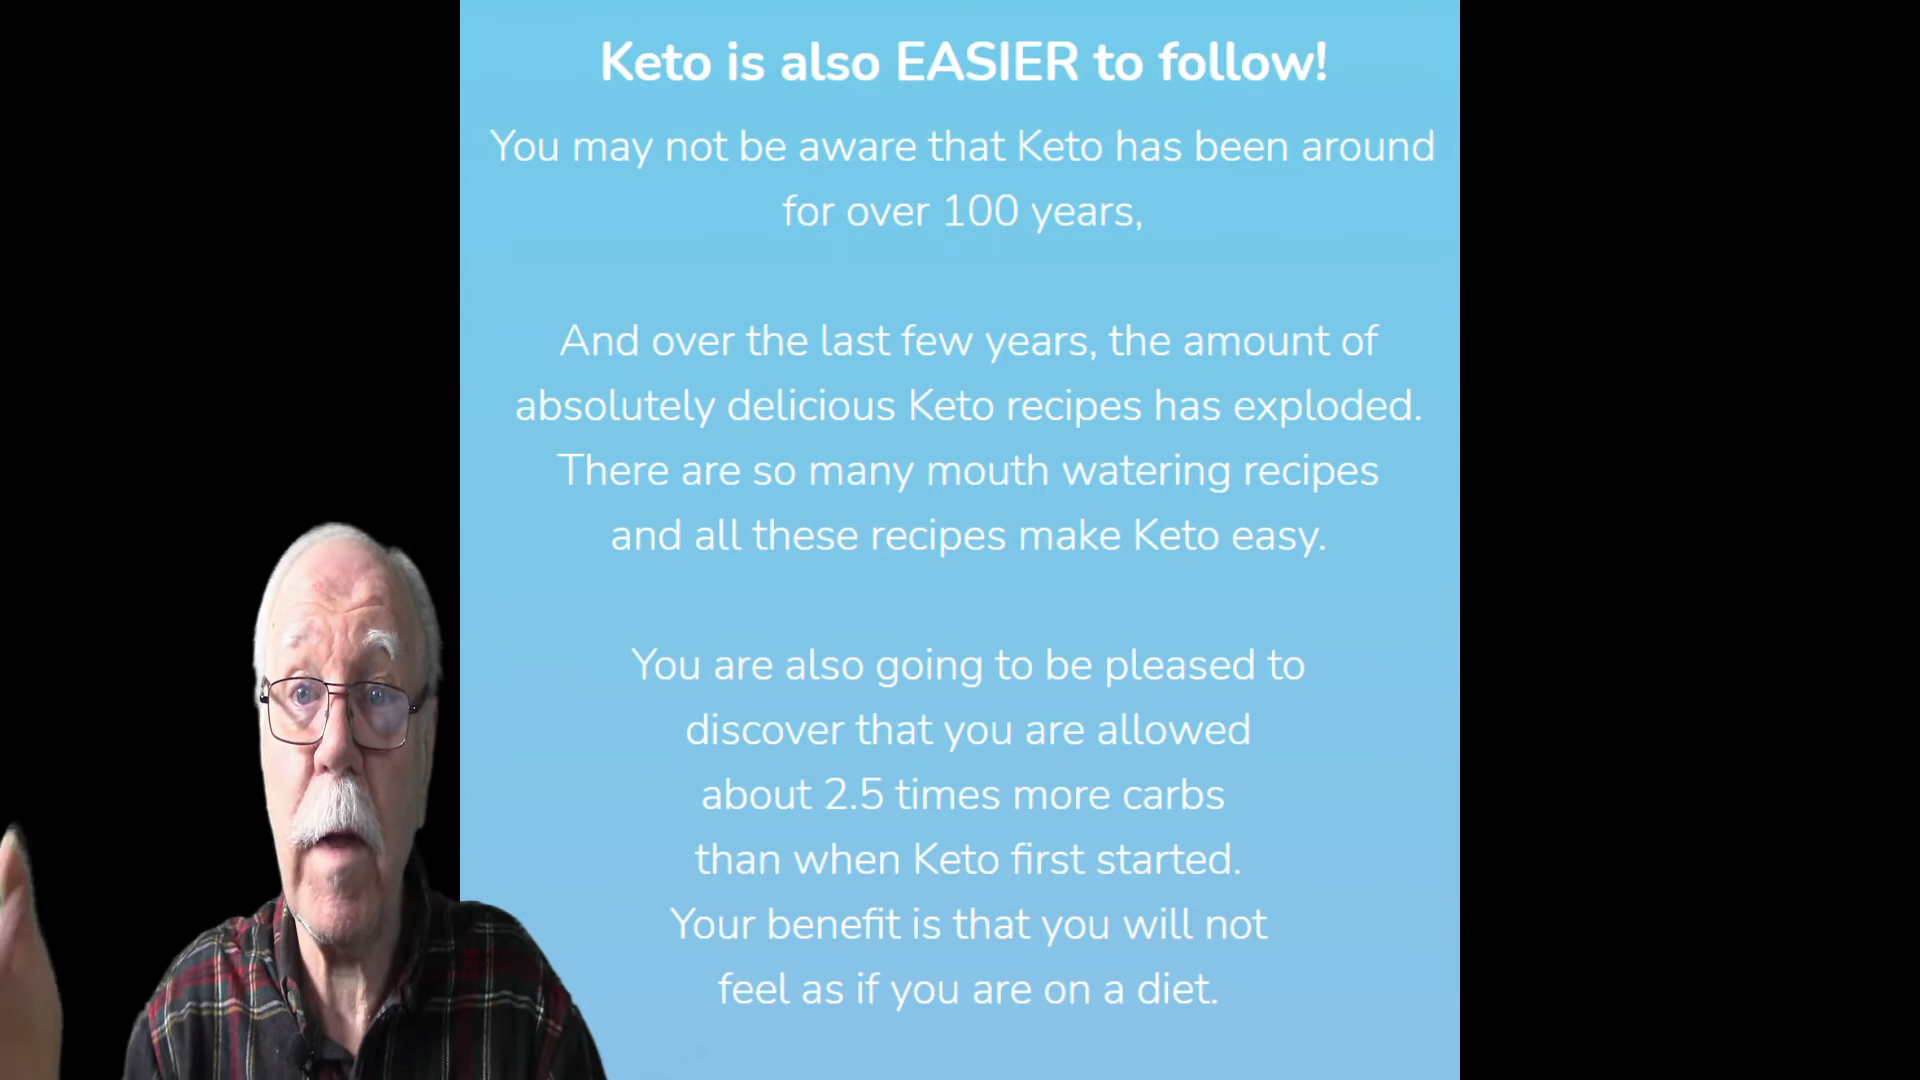 Keto is also EASIER to follow!
You may not be aware that Keto has been around
for over 100 years,
And over the last few years, the amount of
absolutely delicious Keto recipes has exploded.
There are so many mouth watering recipes
and all these recipes make Keto easy.
You are also going to be pleased to
discover that you are allowed
about 2.5 times more carbs
than when Keto first started.
Your benefit is that you will not
feel as if you are on a diet.